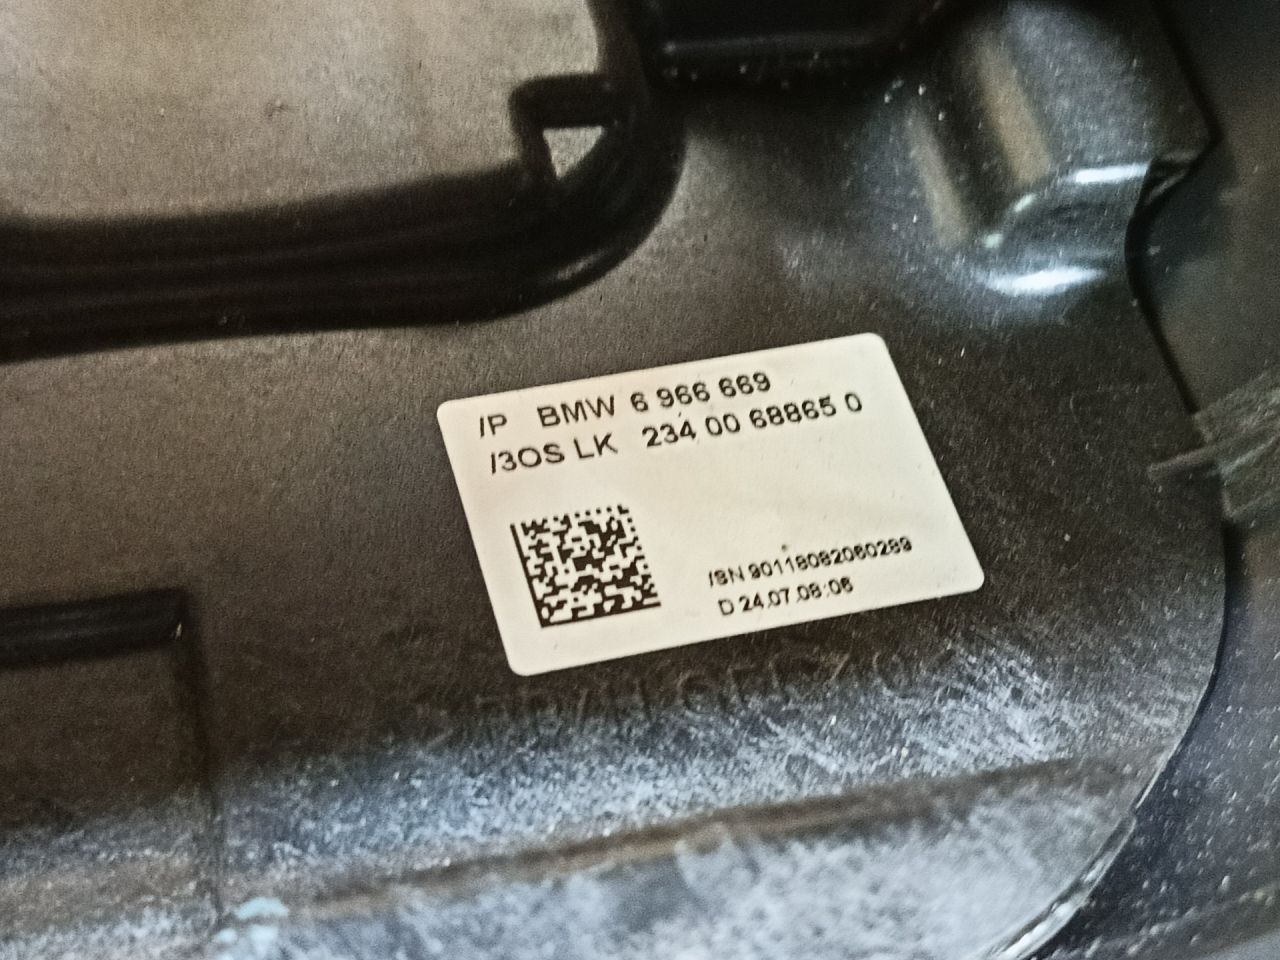 /P BMW 6 966 669
/3OS LK 234 00 68865 0
/SN 90118082060289
D 24.07.08 :06